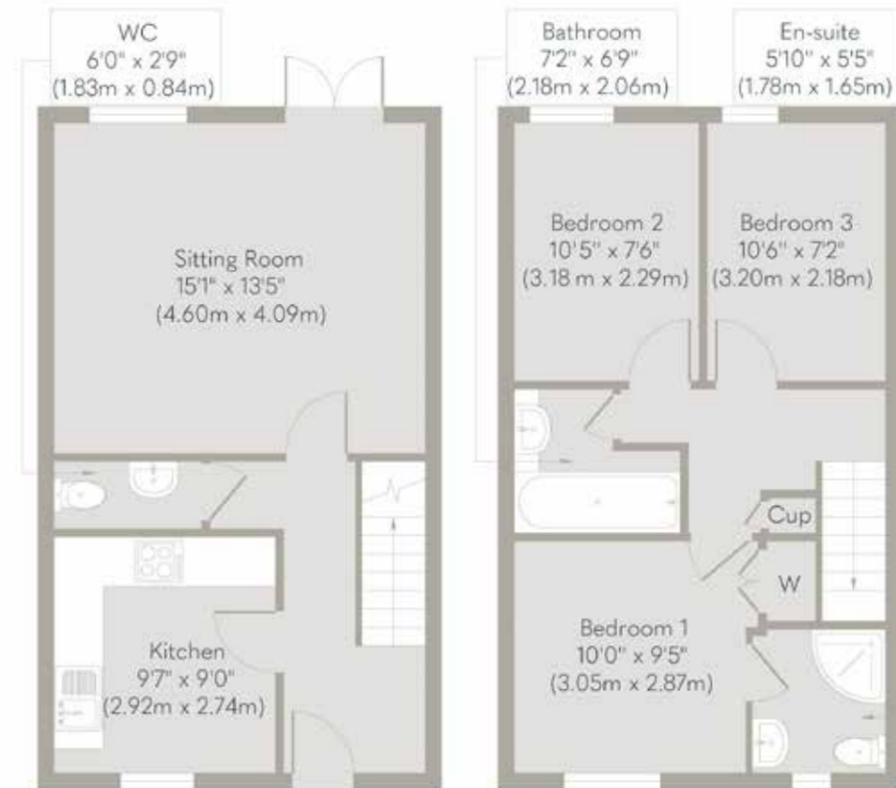 WC
6'0" x 2'9"
(1.83m x 0.84m)
Sitting Room
15'1" x 13'5"
(4.60m x 4.09m)
Kitchen
9'7" x 9'0"
(2.92m x 2.74m)
Bathroom
7'2" x 6'9"
(2.18m x 2.06m)
En-suite
5'10" x 5'5"
(1.78m x 1.65m)
Bedroom 2
10'5" x 7'6"
(3.18 m x 2.29m)
Bedroom 3
10'6" x 7'2"
(3.20m x 2.18m)
Cup
W
Bedroom 1
10'0" x 9'5"
(3.05m x 2.87m)